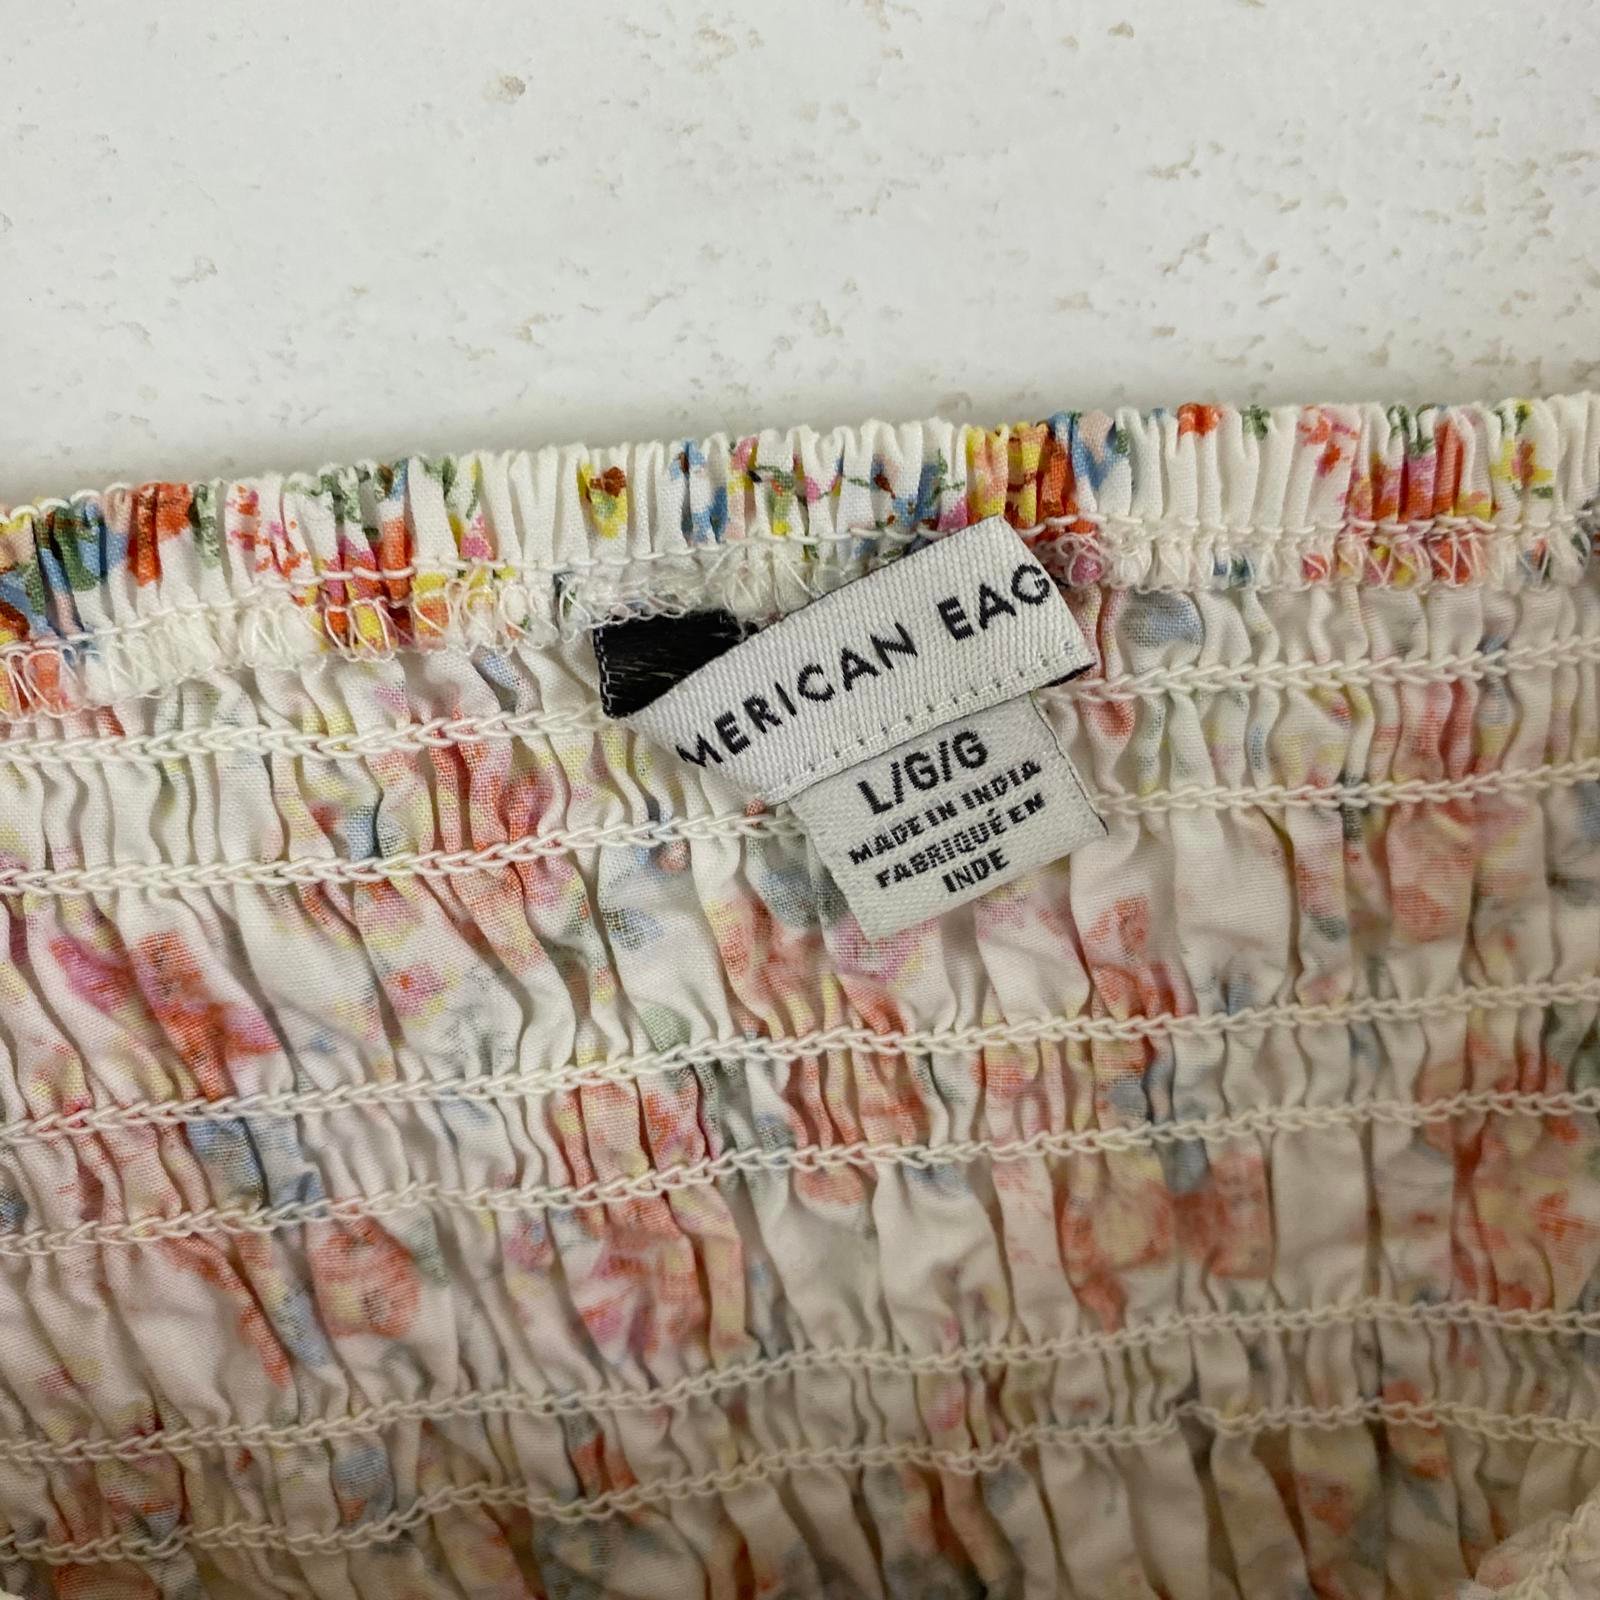 MERICAN EAG
L/G/G
MADE IN INDIA
FABRIQUÉ EN
INDE